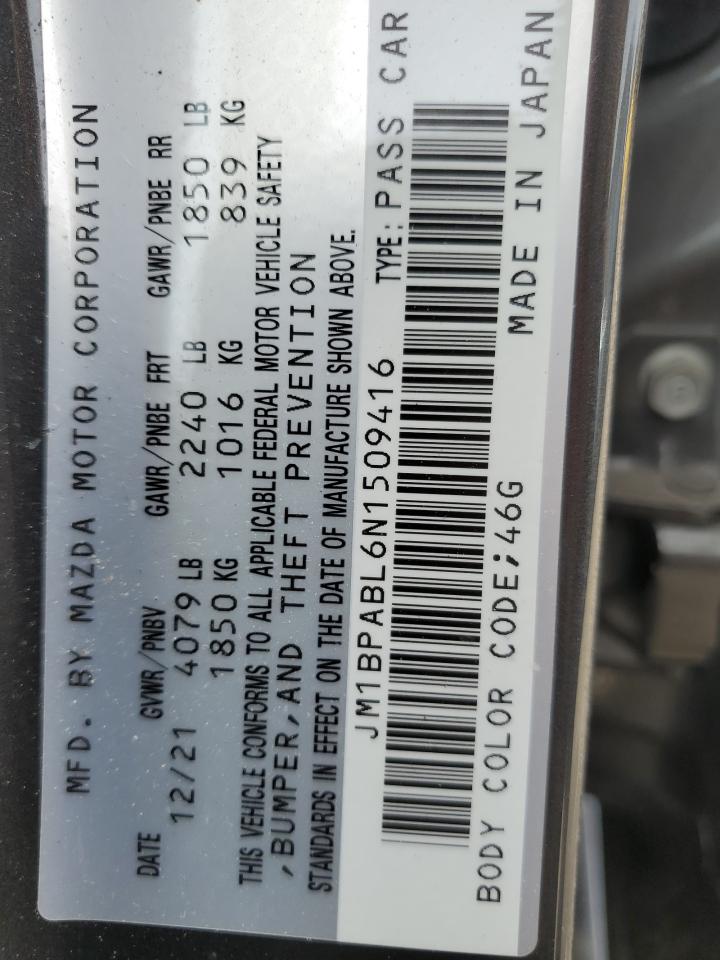 MFD. BY MAZDA MOTOR CORPORATION
DATE GVWR/PNBV GAWR/PNBE FRT GAWR/PNBE RR
12/21 4079 LB 2240 LB 1850 LB
1850 KG 1016 KG 839 KG
THIS VEHICLE CONFORMS TO ALL APPLICABLE FEDERAL MOTOR VEHICLE SAFETY
,BUMPER,AND THEFT PREVENTION
STANDARDS IN EFFECT ON THE DATE OF MANUFACTURE SHOWN ABOVE.
JM1BPABL6N1509416 TYPE: PASS CAR
BODY COLOR CODE;46G MADE IN JAPAN